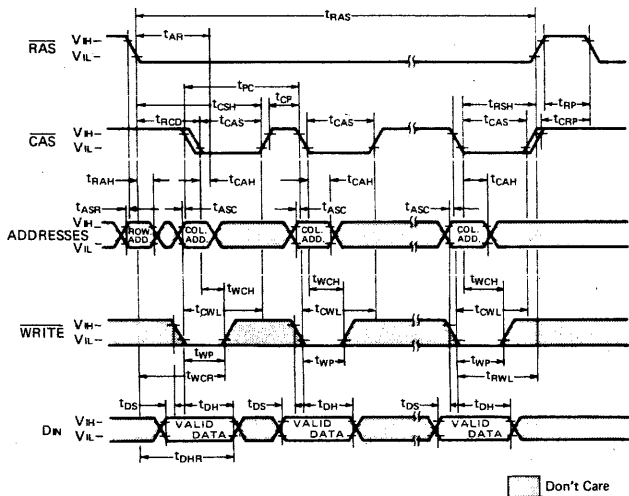 tRAS
RAS VIH
VIL
tAR
tPC
tCSH tCP tRSH tRP
CAS VIH
VIL
tRCD tCAS tCAS tCAS tCRP
tRAH tCAH tCAH tCAH
tASR tASC tASC tASC
ADDRESSES VIH
VIL
ROW. ADD. COL. ADD. COL. ADD. COL. ADD.
tWCH tWCH tWCH
tCWL tCWL tCWL
WRITE VIH
VIL
tWP tWP tWP
tWCR tRWL
tDS tDH tDS tDH tDS tDH
DIN VIH
VIL
VALID DATA VALID DATA VALID DATA
tDHR
Don't Care